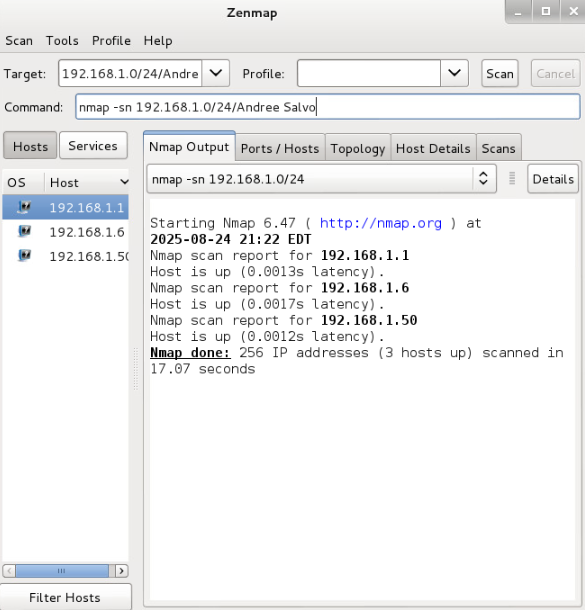 Zenmap
Scan Tools Profile Help
Target: 192.168.1.0/24/Andre Profile: Scan Cancel
Command: nmap -sn 192.168.1.0/24/Andree Salvo
Hosts Services
Nmap Output Ports / Hosts Topology Host Details Scans
OS Host
nmap -sn 192.168.1.0/24 Details
192.168.1.1
192.168.1.6
192.168.1.50
Starting Nmap 6.47 ( http://nmap.org ) at
2025-08-24 21:22 EDT
Nmap scan report for 192.168.1.1
Host is up (0.0013s latency).
Nmap scan report for 192.168.1.6
Host is up (0.0017s latency).
Nmap scan report for 192.168.1.50
Host is up (0.0012s latency).
Nmap done: 256 IP addresses (3 hosts up) scanned in
17.07 seconds
Filter Hosts